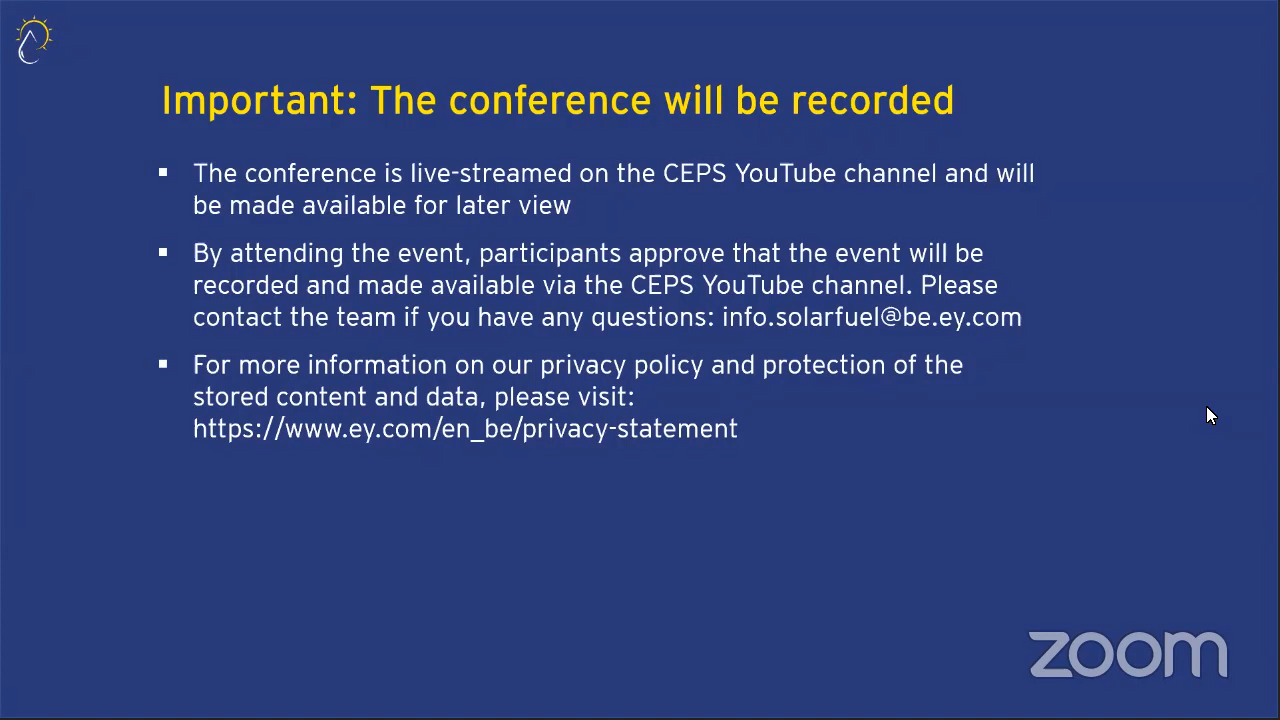 Important: The conference will be recorded
▪ The conference is live-streamed on the CEPS YouTube channel and will
be made available for later view
▪ By attending the event, participants approve that the event will be
recorded and made available via the CEPS YouTube channel. Please
contact the team if you have any questions: info.solarfuel@be.ey.com
▪ For more information on our privacy policy and protection of the
stored content and data, please visit:
https://www.ey.com/en_be/privacy-statement
zoom